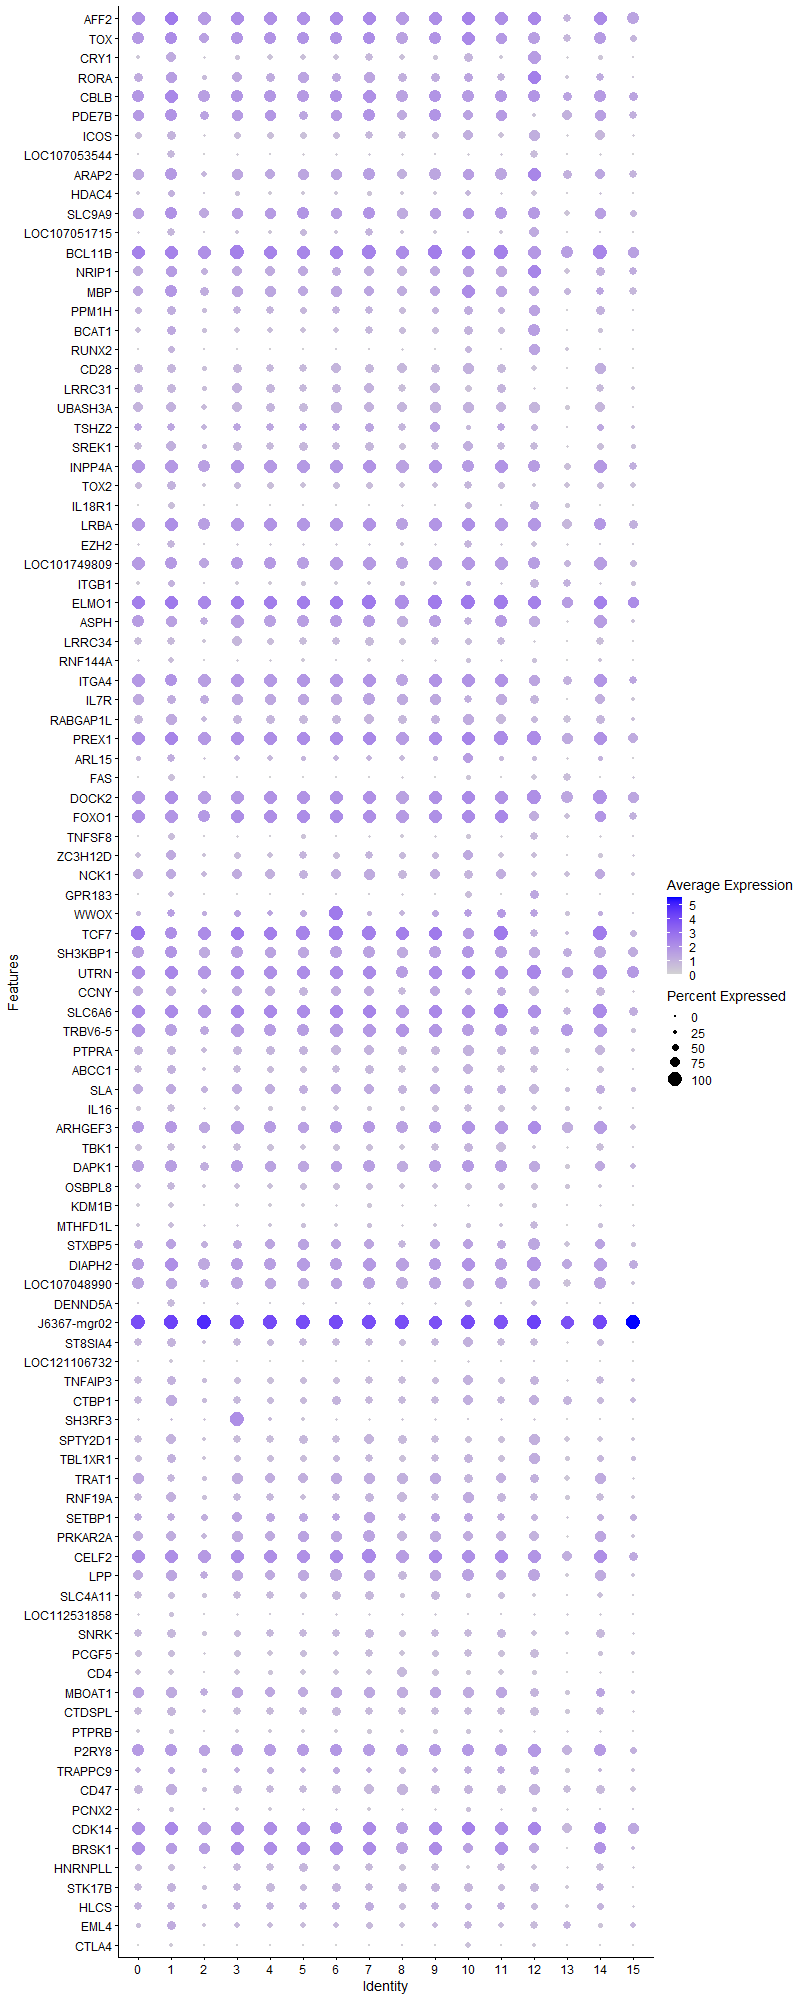 AFF2
TOX
CRY1
RORA
CBLB
PDE7B
ICOS
LOC107053544
ARAP2
HDAC4
SLC9A9
LOC107051715
BCL11B
NRIP1
MBP
PPM1H
BCAT1
RUNX2
CD28
LRRC31
UBASH3A
TSHZ2
SREK1
INPP4A
TOX2
IL18R1
LRBA
EZH2
LOC101749809
ITGB1
ELMO1
ASPH
LRRC34
RNF144A
ITGA4
IL7R
RABGAP1L
PREX1
ARL15
FAS
DOCK2
FOXO1
TNFSF8
ZC3H12D
NCK1
GPR183
WWOX
TCF7
SH3KBP1
UTRN
CCNY
SLC6A6
TRBV6-5
PTPRA
ABCC1
SLA
IL16
ARHGEF3
TBK1
DAPK1
OSBPL8
KDM1B
MTHFD1L
STXBP5
DIAPH2
LOC107048990
DENND5A
J6367-mgr02
ST8SIA4
LOC121106732
TNFAIP3
CTBP1
SH3RF3
SPTY2D1
TBL1XR1
TRAT1
RNF19A
SETBP1
PRKAR2A
CELF2
LPP
SLC4A11
LOC112531858
SNRK
PCGF5
CD4
MBOAT1
CTDSPL
PTPRB
P2RY8
TRAPPC9
CD47
PCNX2
CDK14
BRSK1
HNRNPLL
STK17B
HLCS
EML4
CTLA4
Features
0 1 2 3 4 5 6 7 8 9 10 11 12 13 14 15
Identity
Average Expression
5
4
3
2
1
0
Percent Expressed
0
25
50
75
100